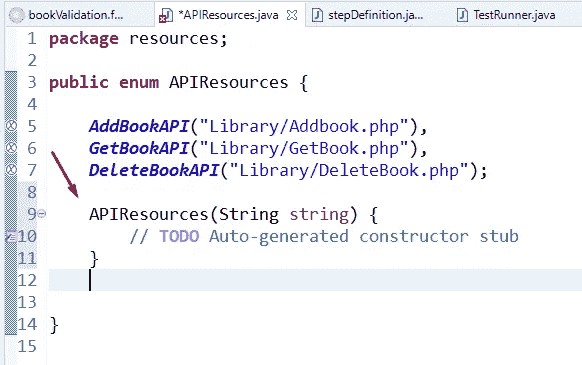 bookValidation.f... *APIResources.java stepDefinition.ja... TestRunner.java
1 package resources;
2
3 public enum APIResources {
4
5 AddBookAPI("Library/Addbook.php"),
6 GetBookAPI("Library/GetBook.php"),
7 DeleteBookAPI("Library/DeleteBook.php");
8
9 APIResources(String string) {
10 // TODO Auto-generated constructor stub
11 }
12
13
14 }
15